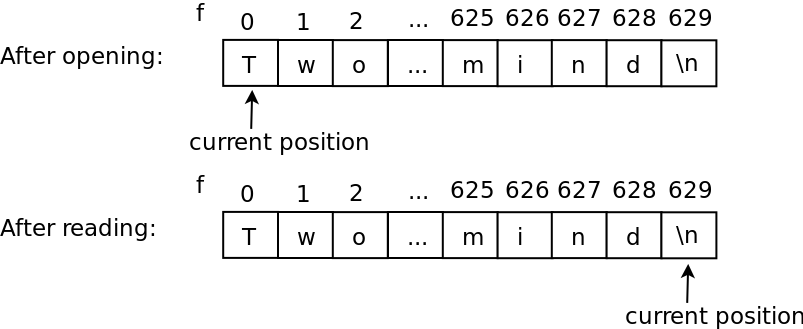 f 0 1 2 ... 625 626 627 628 629
After opening: T w o ... m i n d \n
current position
f 0 1 2 ... 625 626 627 628 629
After reading: T w o ... m i n d \n
current position